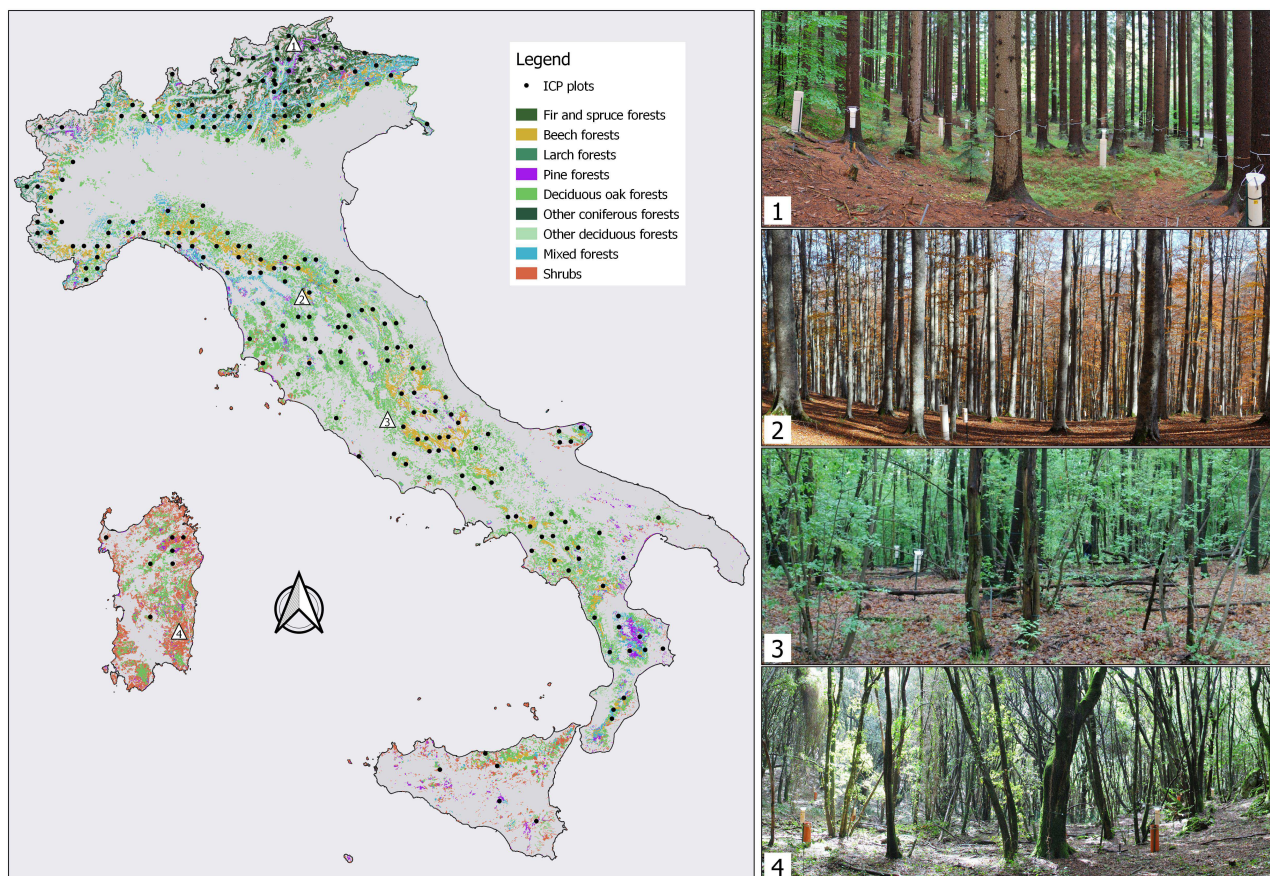 1
2
3
4
Legend
ICP plots
Fir and spruce forests
Beech forests
Larch forests
Pine forests
Deciduous oak forests
Other coniferous forests
Other deciduous forests
Mixed forests
Shrubs
1
2
3
4